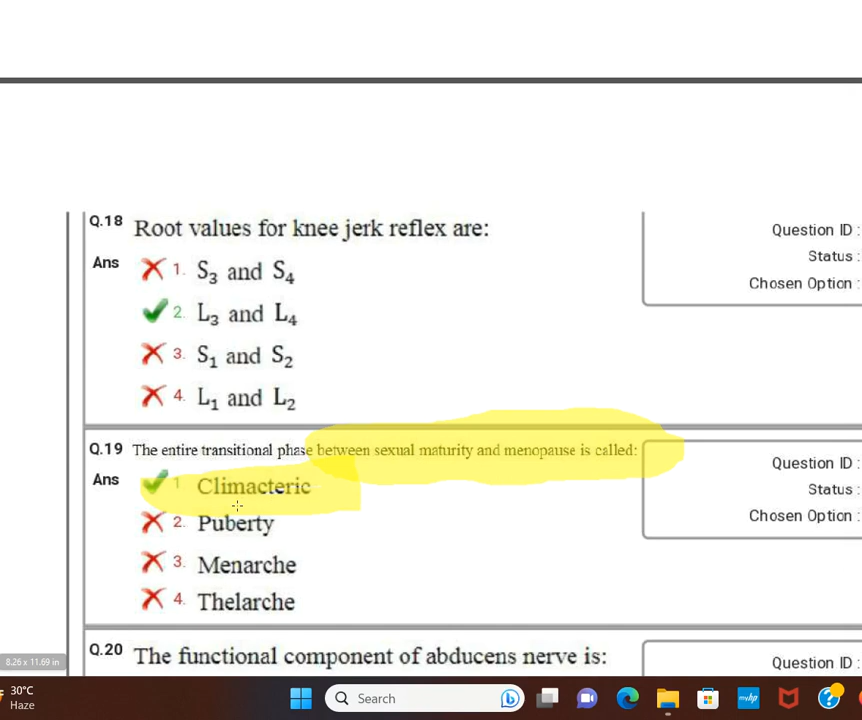 Q.18 Root values for knee jerk reflex are:
Question ID :
Status :
Chosen Option :
Ans
1. S3 and S4
2. L3 and L4
3. S1 and S2
4. L1 and L2
Q.19 The entire transitional phase between sexual maturity and menopause is called:
Question ID :
Status :
Chosen Option :
Ans
1 Climacteric
2. Puberty
3. Menarche
4. Thelarche
Q.20 The functional component of abducens nerve is:
Question ID :
8.26 x 11.69 in
30°C
Haze
Search
myhp